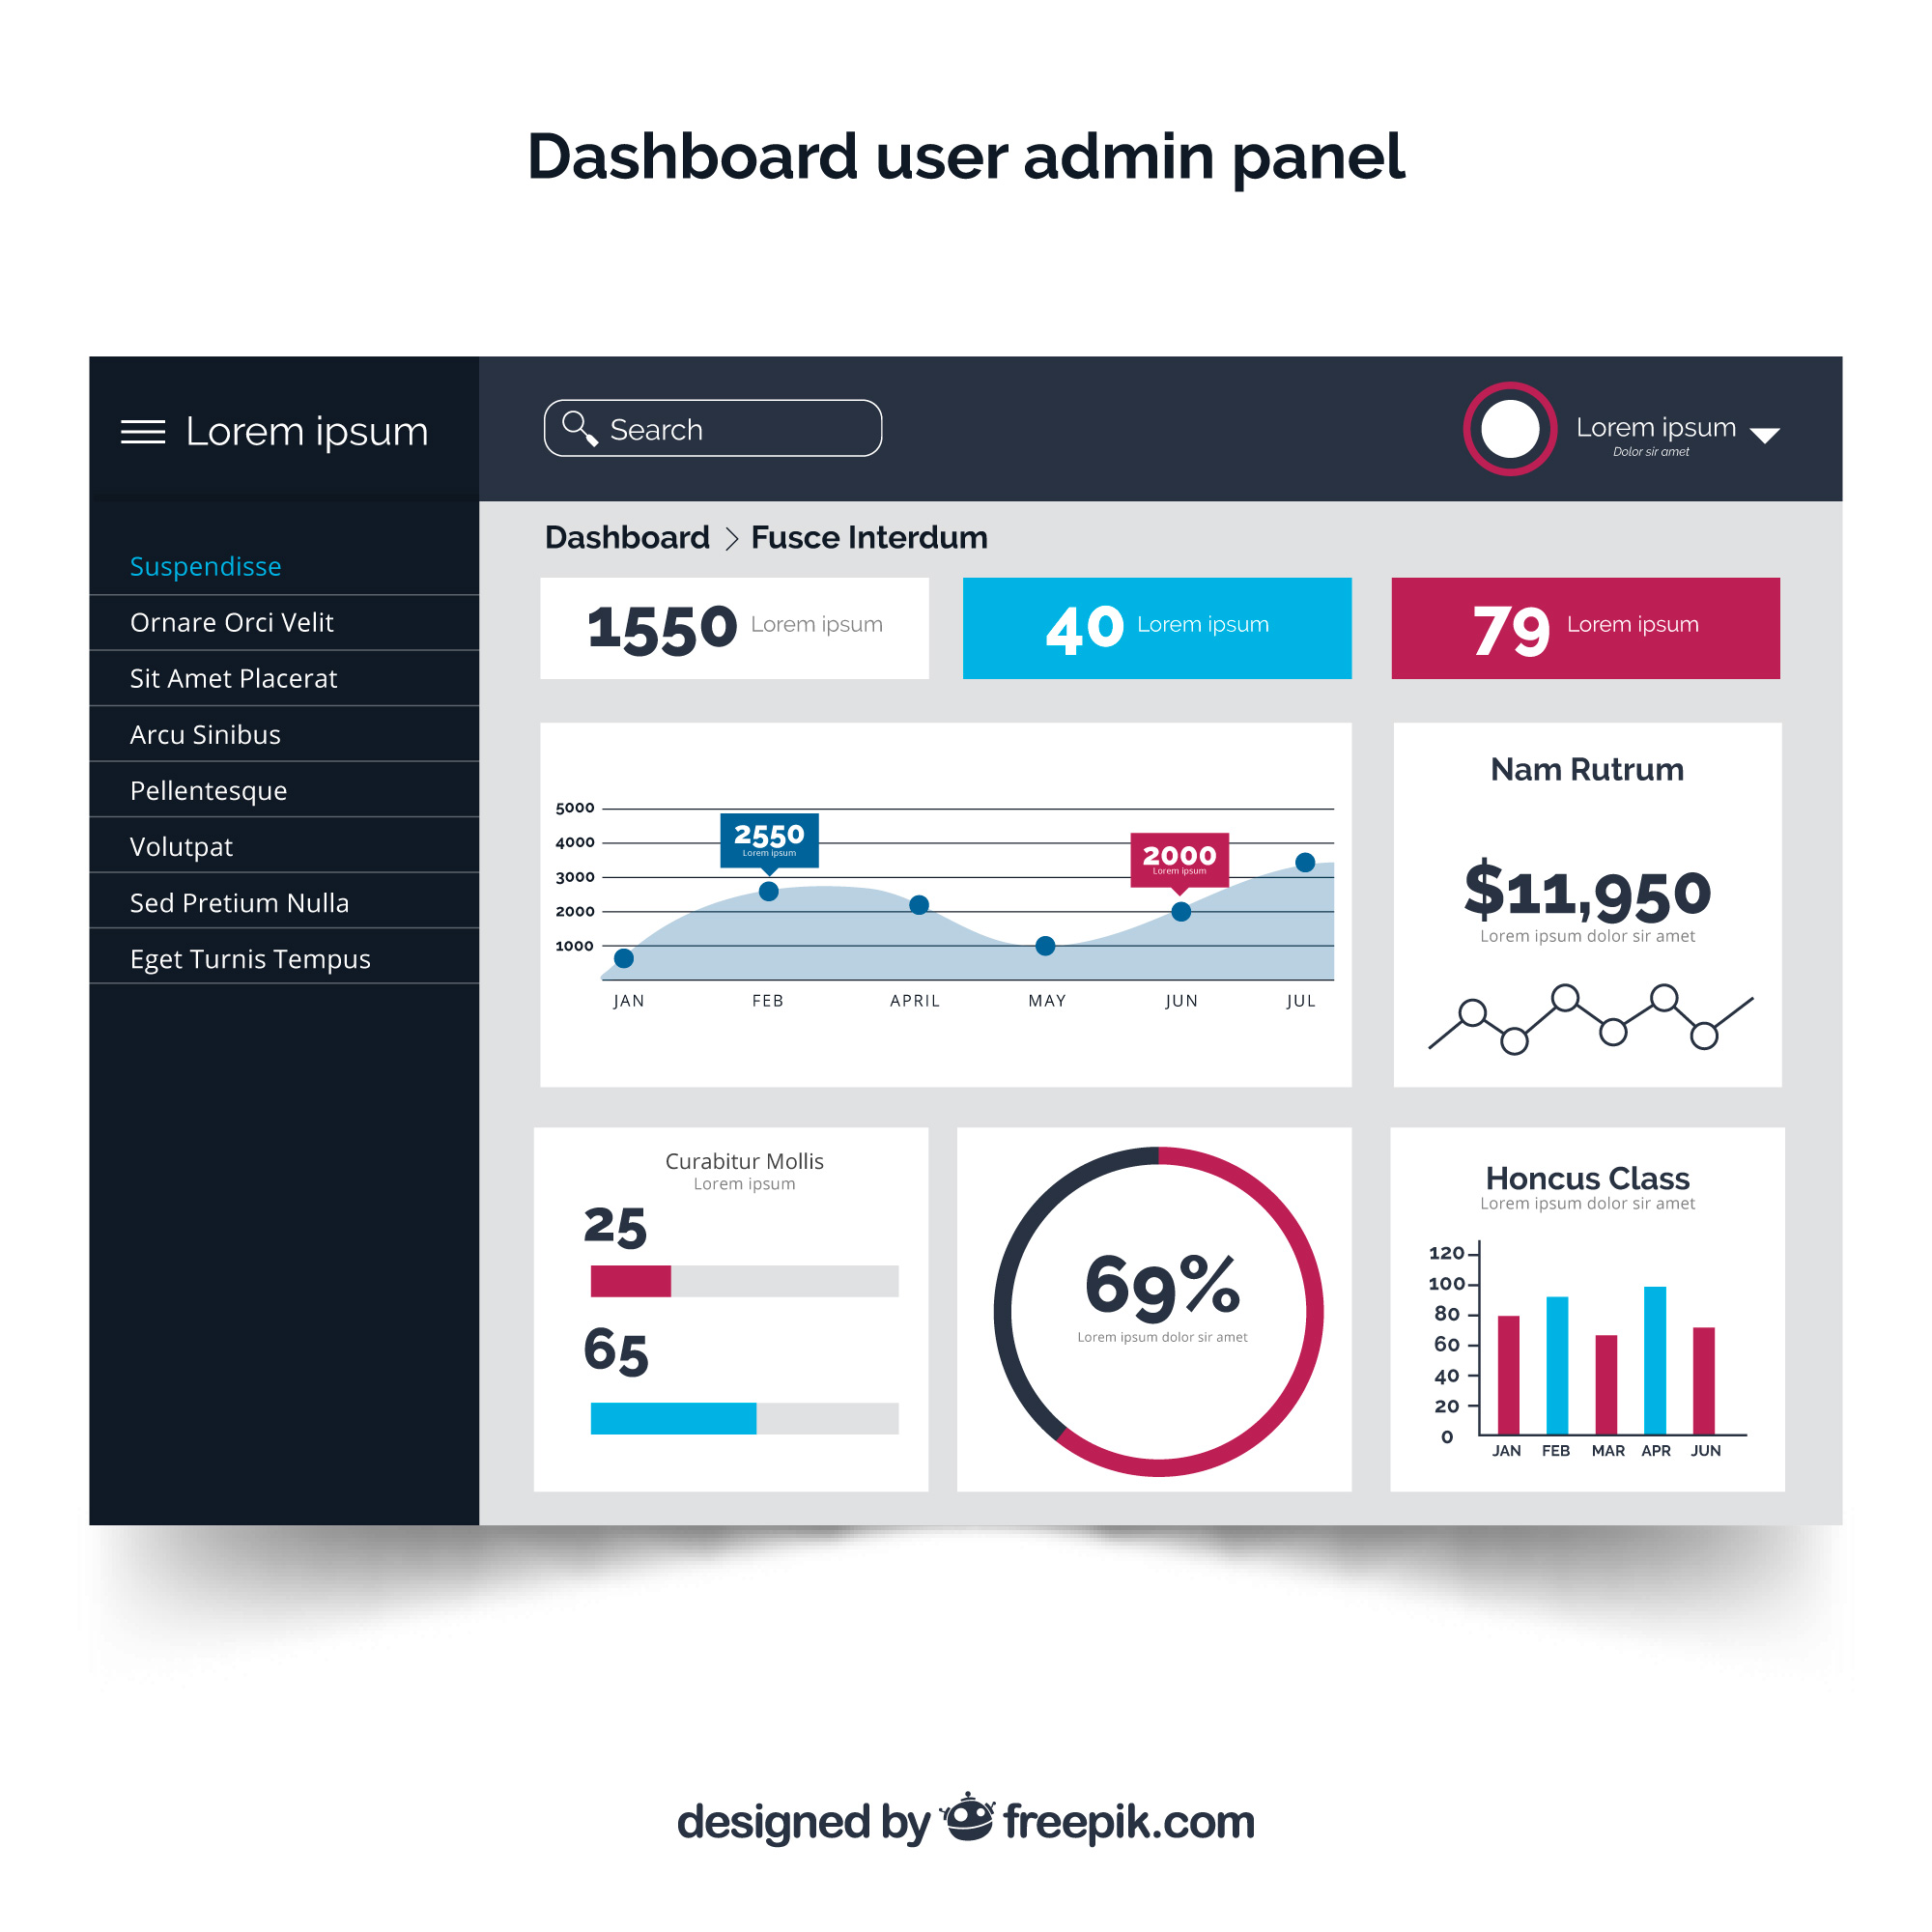 Dashboard user admin panel
Lorem ipsum
Search
Lorem ipsum
Dolor sir amet
Suspendisse
Ornare Orci Velit
Sit Amet Placerat
Arcu Sinibus
Pellentesque
Volutpat
Sed Pretium Nulla
Eget Turnis Tempus
Dashboard > Fusce Interdum
1550 Lorem ipsum
40 Lorem ipsum
79 Lorem ipsum
5000
4000
3000
2000
1000
2550
Lorem ipsum
2000
Lorem ipsum
JAN FEB APRIL MAY JUN JUL
Nam Rutrum
$11,950
Lorem ipsum dolor sir amet
Curabitur Mollis
Lorem ipsum
25
65
69%
Lorem ipsum dolor sir amet
Honcus Class
Lorem ipsum dolor sir amet
120
100
80
60
40
20
0
JAN FEB MAR APR JUN
designed by freepik.com